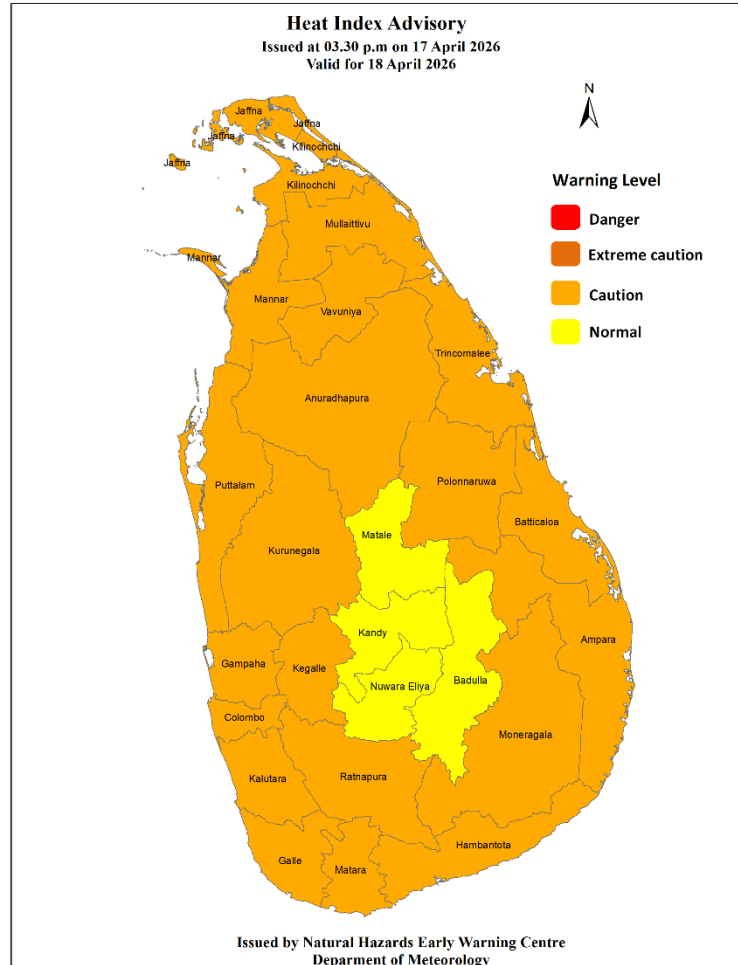 Heat Index Advisory
Issued at 03.30 p.m on 17 April 2026
Valid for 18 April 2026
N
Warning Level
Danger
Extreme caution
Caution
Normal
Jaffna
Jaffna
Jaffna
Jaffna
Kilinochchi
Kilinochchi
Mullaittivu
Mannar
Mannar
Vavuniya
Trincomalee
Anuradhapura
Puttalam
Polonnaruwa
Batticaloa
Matale
Kurunegala
Kandy
Ampara
Gampaha
Kegalle
Nuwara Eliya
Badulla
Colombo
Moneragala
Kalutara
Ratnapura
Hambantota
Galle
Matara
Issued by Natural Hazards Early Warning Centre
Deparment of Meteorology